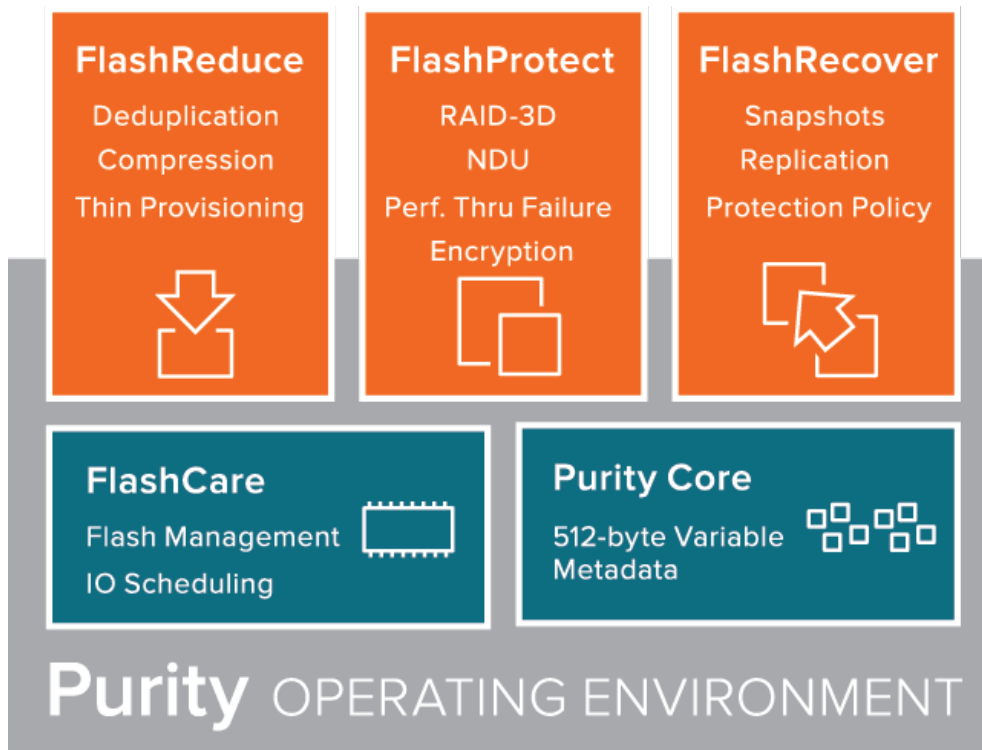 FlashReduce
Deduplication
Compression
Thin Provisioning
FlashProtect
RAID-3D
NDU
Perf. Thru Failure
Encryption
FlashRecover
Snapshots
Replication
Protection Policy
FlashCare
Flash Management
IO Scheduling
Purity Core
512-byte Variable
Metadata
Purity OPERATING ENVIRONMENT